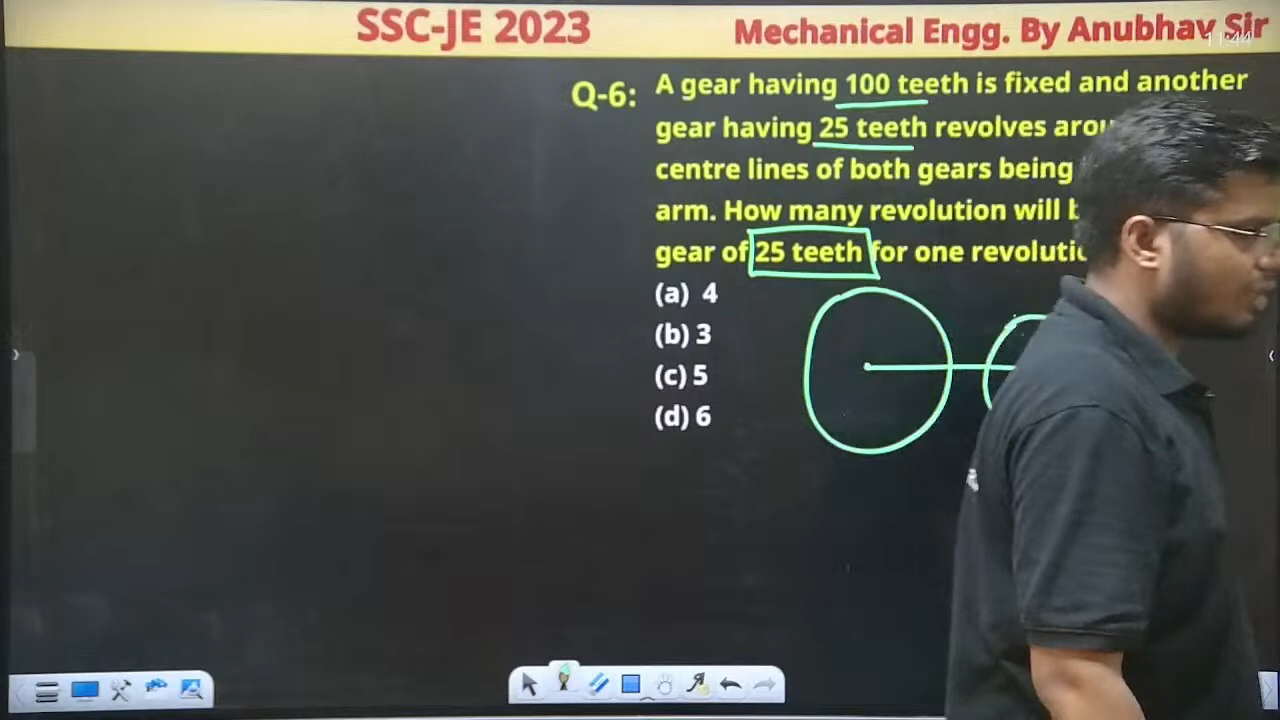 SSC-JE 2023
Mechanical Engg. By Anubhav Sir
11:44
Q-6: A gear having 100 teeth is fixed and another
gear having 25 teeth revolves
centre lines of both gears being
arm. How many revolution will
gear of 25 teeth for one
(a) 4
(b) 3
(c) 5
(d) 6